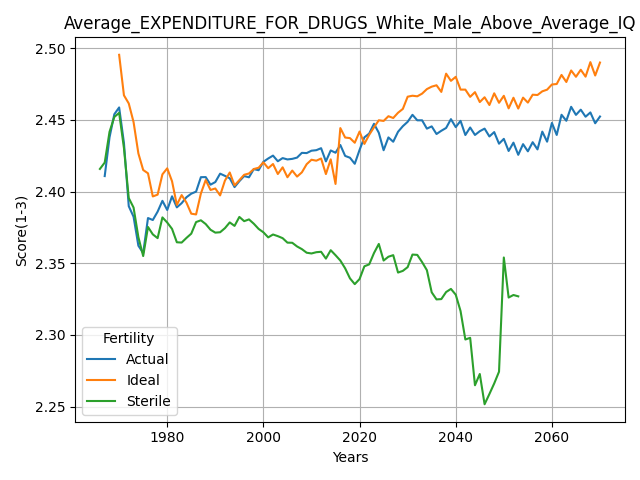 Average_EXPENDITURE_FOR_DRUGS_White_Male_Above_Average_IQ
2.50
2.45
2.40
2.35
2.30
2.25
Score(1-3)
Fertility
Actual
Ideal
Sterile
1980
2000
2020
2040
2060
Years